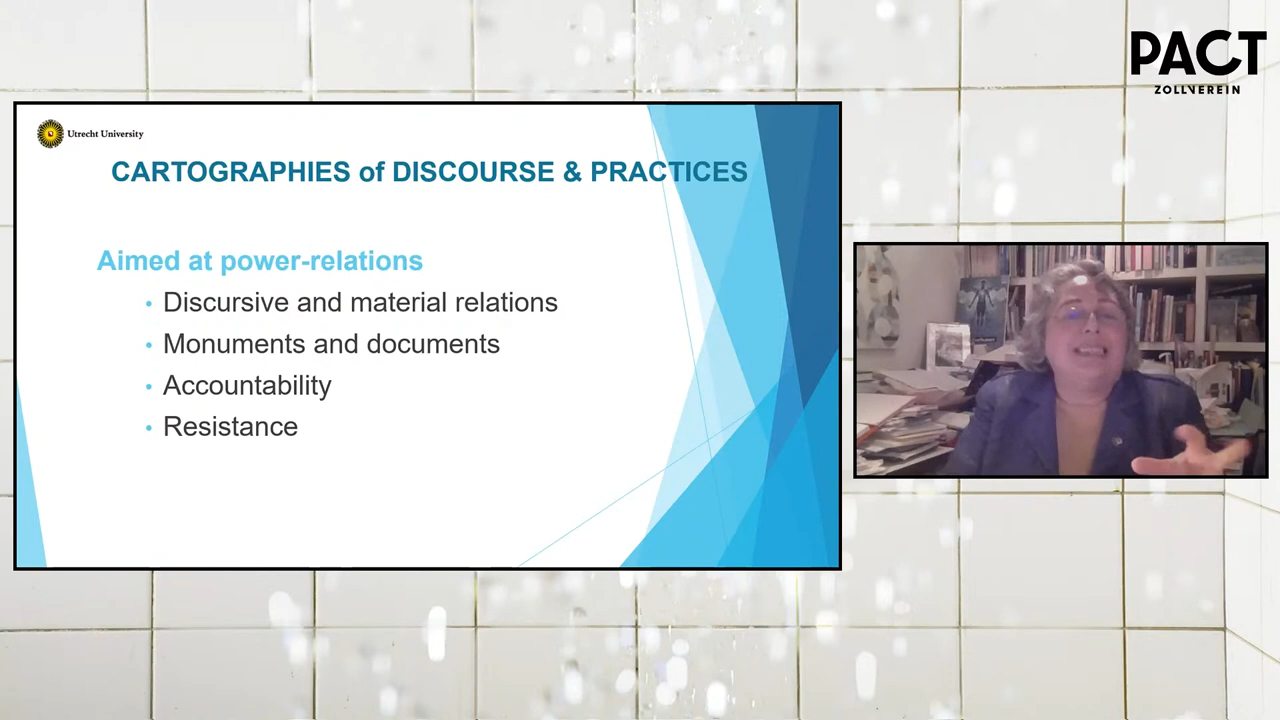 PACT
ZOLLVEREIN
Utrecht University
CARTOGRAPHIES of DISCOURSE & PRACTICES
Aimed at power-relations
• Discursive and material relations
• Monuments and documents
• Accountability
• Resistance